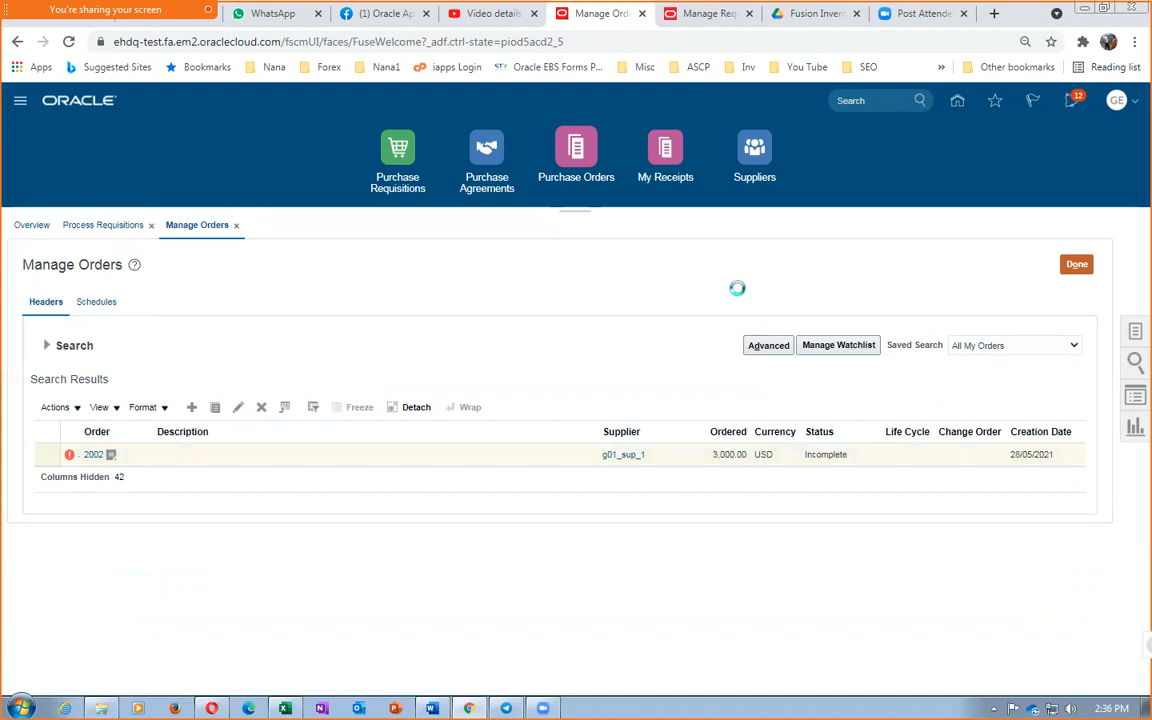 You're sharing your screen
WhatsApp
(1) Oracle Ap
Video details
Manage Ord
Manage Req
Fusion Inven
Post Attende
ehdq-test.fa.em2.oraclecloud.com/fscmUI/faces/FuseWelcome?_adf.ctrl-state=piod5acd2_5
Apps
Suggested Sites
Bookmarks
Nana
Forex
Nana1
iapps Login
Oracle EBS Forms P...
Misc
ASCP
Inv
You Tube
SEO
»
Other bookmarks
Reading list
ORACLE
Search
12
GE
Purchase Requisitions
Purchase Agreements
Purchase Orders
My Receipts
Suppliers
Overview
Process Requisitions
Manage Orders
Manage Orders
Done
Headers
Schedules
Search
Advanced
Manage Watchlist
Saved Search
All My Orders
Search Results
Actions
View
Format
Freeze
Detach
Wrap
Order Description Supplier Ordered Currency Status Life Cycle Change Order Creation Date
2002 g01_sup_1 3,000.00 USD Incomplete 28/05/2021
Columns Hidden 42
2:36 PM